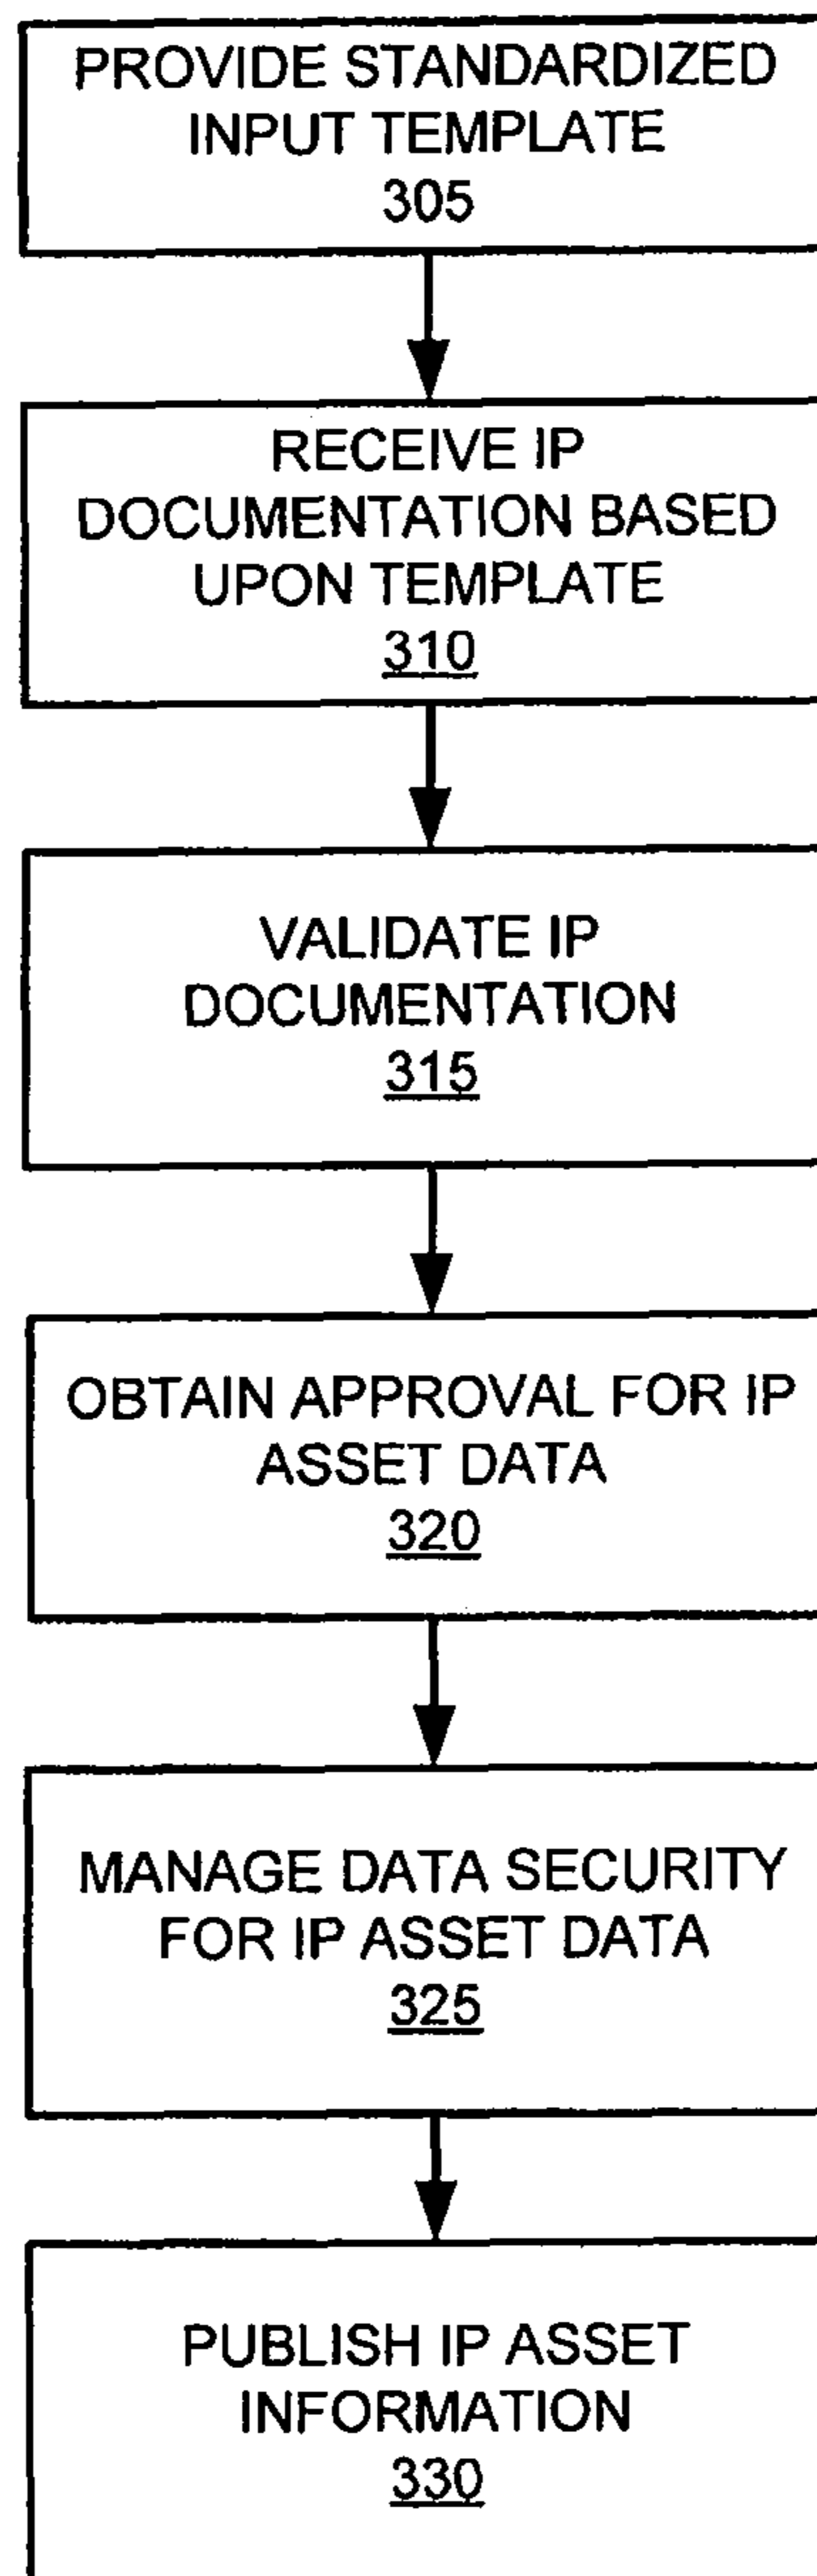 PROVIDE STANDARDIZED
INPUT TEMPLATE
305
RECEIVE IP
DOCUMENTATION BASED
UPON TEMPLATE
310
VALIDATE IP
DOCUMENTATION
315
OBTAIN APPROVAL FOR IP
ASSET DATA
320
MANAGE DATA SECURITY
FOR IP ASSET DATA
325
PUBLISH IP ASSET
INFORMATION
330